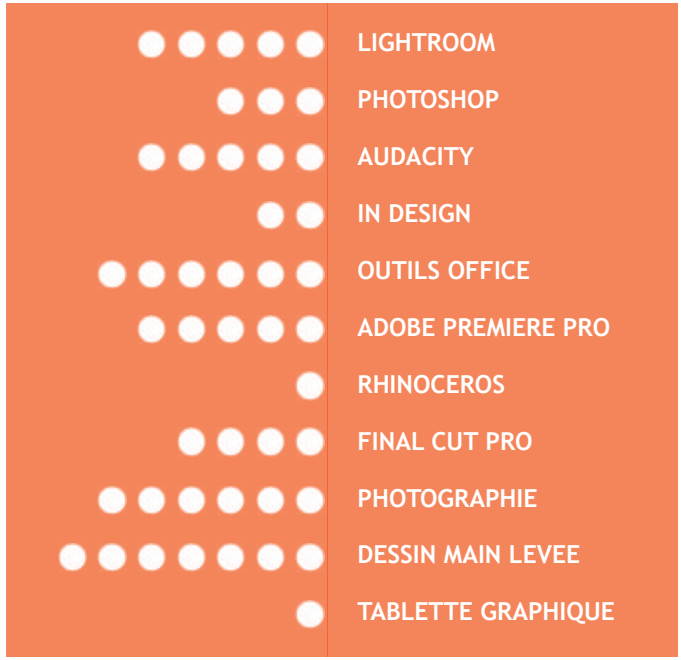 LIGHTROOM
PHOTOSHOP
AUDACITY
IN DESIGN
OUTILS OFFICE
ADOBE PREMIERE PRO
RHINOCEROS
FINAL CUT PRO
PHOTOGRAPHIE
DESSIN MAIN LEVEE
TABLETTE GRAPHIQUE